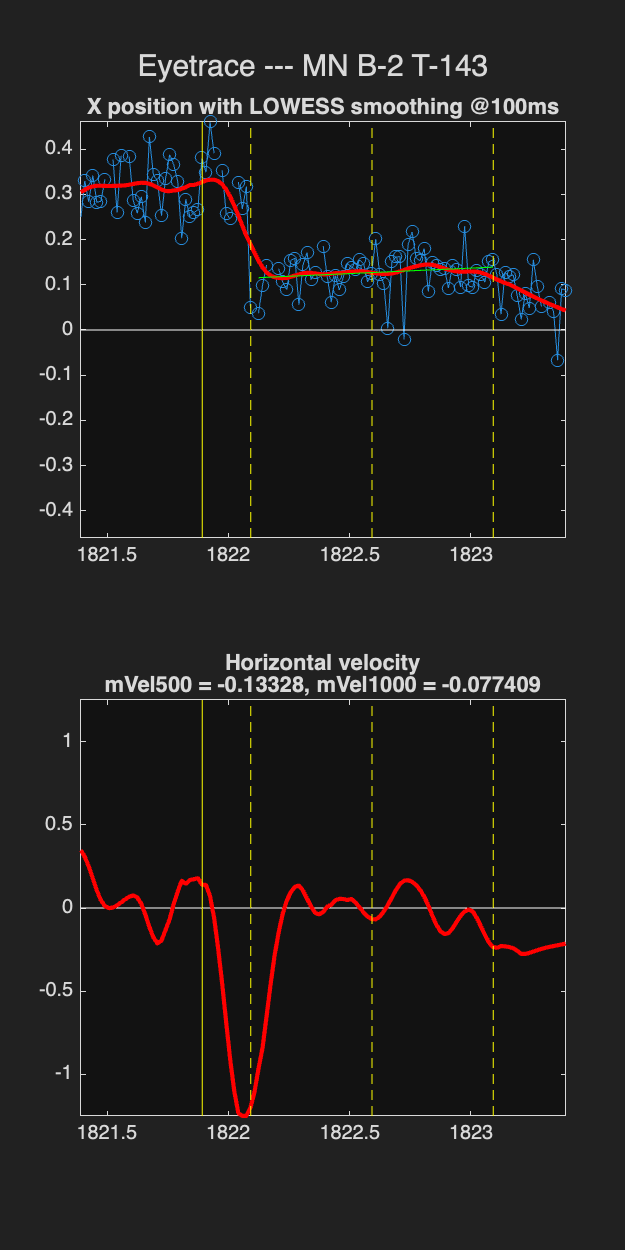 Eyetrace --- MN B-2 T-143
X position with LOWESS smoothing @100ms
0.4
0.3
0.2
0.1
0
-0.1
-0.2
-0.3
-0.4
1821.5 1822 1822.5 1823
Horizontal velocity
mVel500 = -0.13328, mVel1000 = -0.077409
1
0.5
0
-0.5
-1
1821.5 1822 1822.5 1823